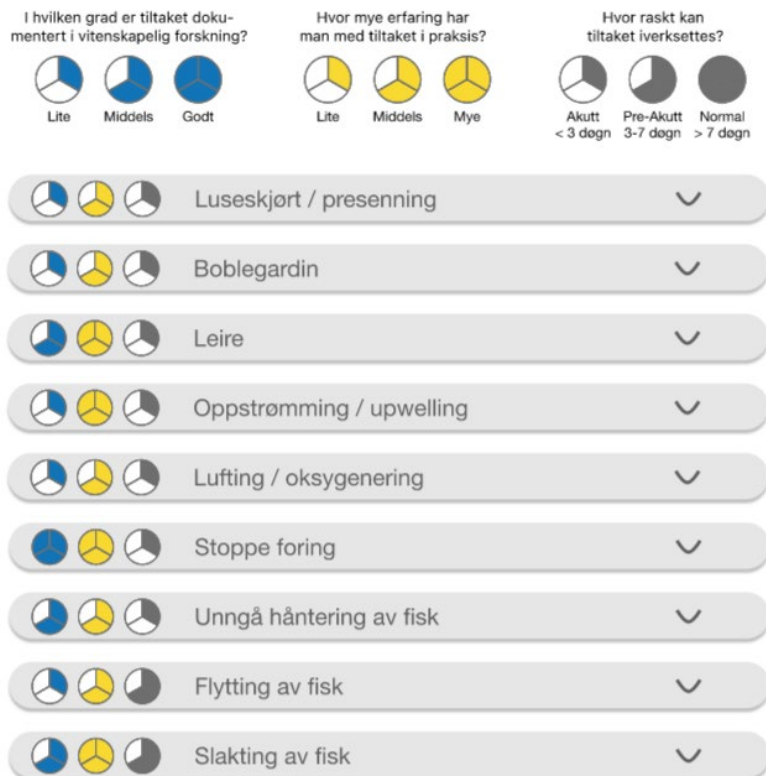 I hvilken grad er tiltaket doku-
mentert i vitenskapelig forskning?
Lite
Middels
Godt
Hvor mye erfaring har
man med tiltaket i praksis?
Lite
Middels
Mye
Hvor raskt kan
tiltaket iverksettes?
Akutt
< 3 døgn
Pre-Akutt
3-7 døgn
Normal
> 7 døgn
Luseskjørt / presenning
Boblegardin
Leire
Oppstrømming / upwelling
Lufting / oksygenering
Stoppe foring
Unngå håntering av fisk
Flytting av fisk
Slakting av fisk